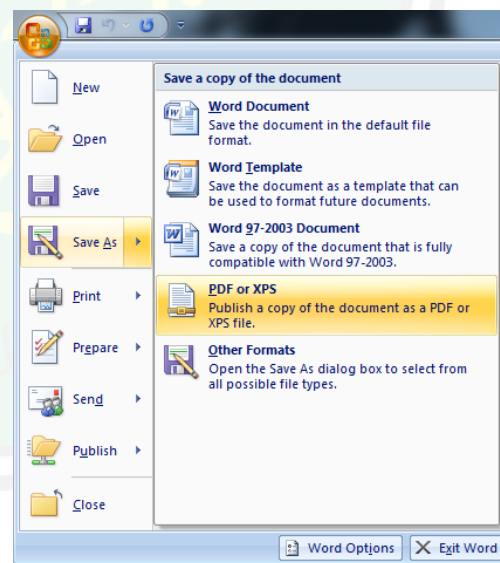 New
Open
Save
Save As
Print
Prepare
Send
Publish
Close
Save a copy of the document
Word Document
Save the document in the default file
format.
Word Template
Save the document as a template that can
be used to format future documents.
Word 97-2003 Document
Save a copy of the document that is fully
compatible with Word 97-2003.
PDF or XPS
Publish a copy of the document as a PDF or
XPS file.
Other Formats
Open the Save As dialog box to select from
all possible file types.
Word Options
Exit Word